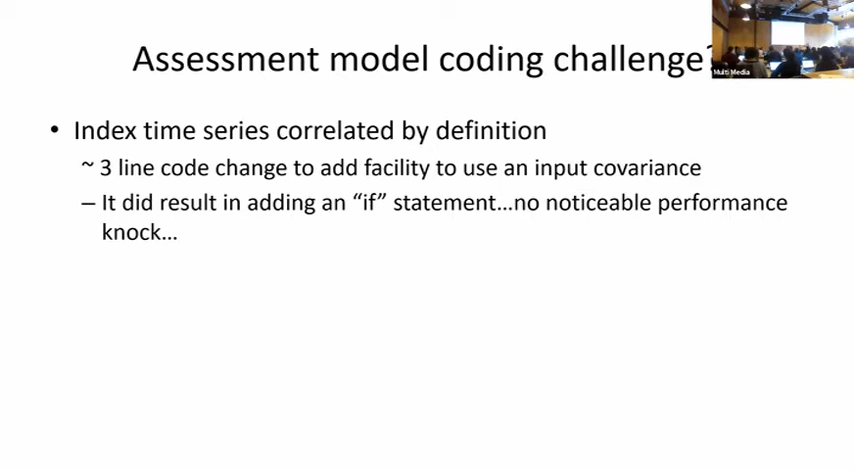 Assessment model coding challenge?
Multi Media
• Index time series correlated by definition
~ 3 line code change to add facility to use an input covariance
– It did result in adding an “if” statement…no noticeable performance
knock…